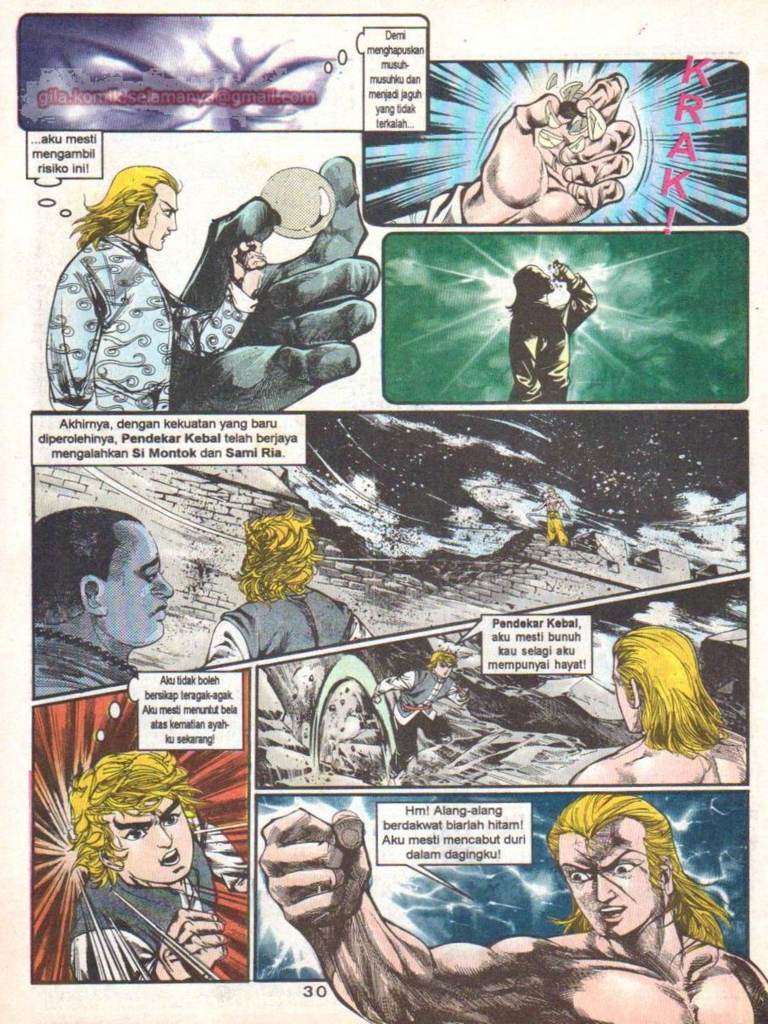 Demi
menghapuskan
musuh-
musuhku dan
menjadi jaguh
yang tidak
terkalah...
gila.komik.selamanya@gmail.com
KRAK!
...aku mesti
mengambil
risiko ini!
Akhirnya, dengan kekuatan yang baru
diperolehinya, Pendekar Kebal telah berjaya
mengalahkan Si Montok dan Sami Ria.
Pendekar Kebal,
aku mesti bunuh
kau selagi aku
mempunyai hayat!
Aku tidak boleh
bersikap teragak-agak.
Aku mesti menuntut bela
atas kematian ayah-
ku sekarang!
Hm! Alang-alang
berdakwat biarlah hitam!
Aku mesti mencabut duri
dalam dagingku!
30